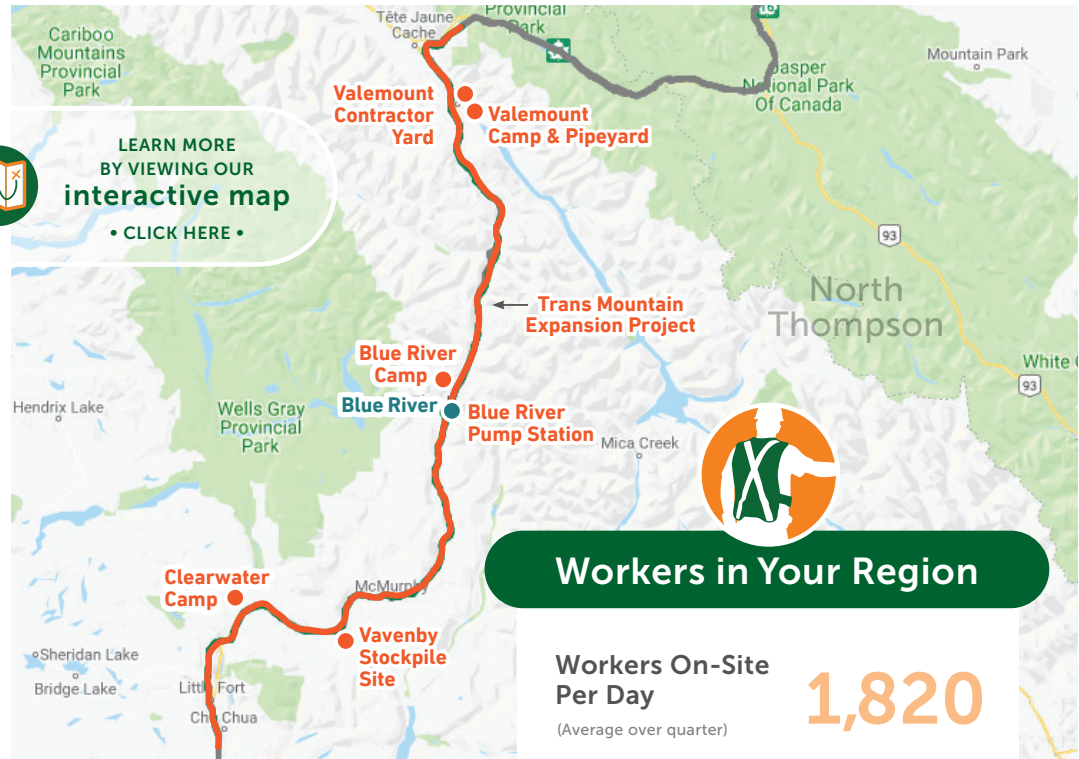 Tête Jaune
Cache
Provincial
Park
16
Cariboo
Mountains
Provincial
Park
Jasper
National Park
Of Canada
Mountain Park
Valemount
Contractor
Yard
Valemount
Camp & Pipeyard
LEARN MORE
BY VIEWING OUR
interactive map
• CLICK HERE •
93
North
Thompson
Trans Mountain
Expansion Project
Blue River
Camp
Blue River
Blue River
Pump Station
White
93
Hendrix Lake
Wells Gray
Provincial
Park
Mica Creek
Workers in Your Region
Clearwater
Camp
McMurphy
Vavenby
Stockpile
Site
Sheridan Lake
Bridge Lake
Little Fort
Chu Chua
Workers On-Site
Per Day
(Average over quarter)
1,820